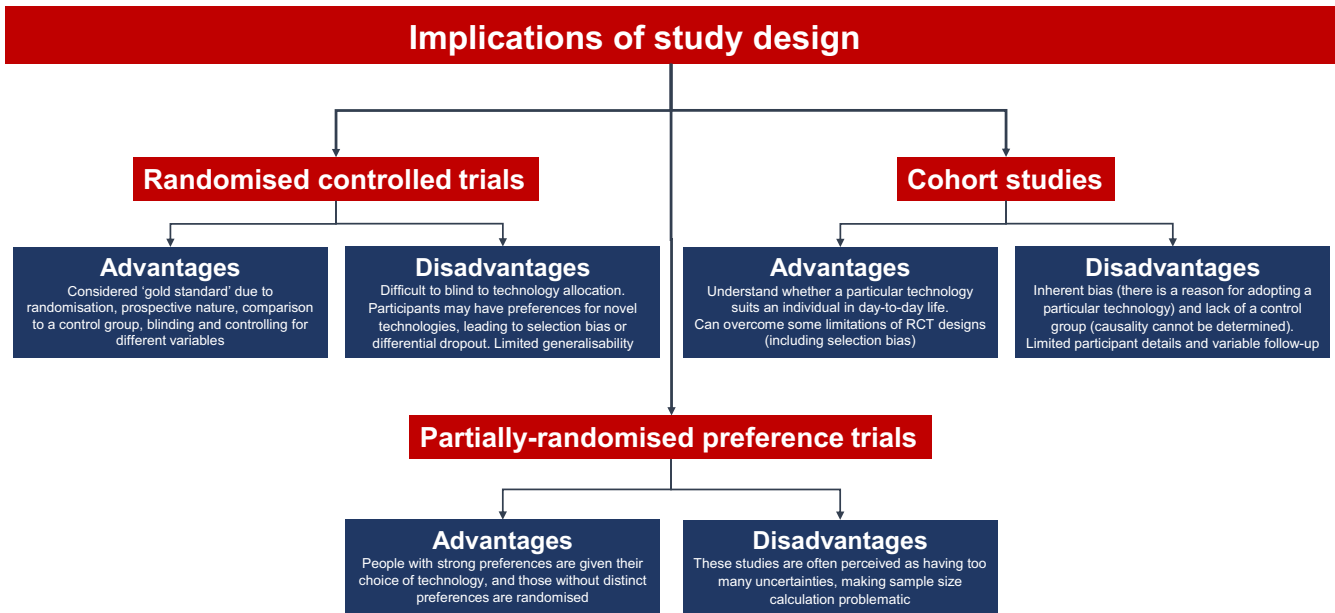 Implications of study design
Randomised controlled trials
Cohort studies
Advantages
Considered ‘gold standard’ due to
randomisation, prospective nature, comparison
to a control group, blinding and controlling for
different variables
Disadvantages
Difficult to blind to technology allocation.
Participants may have preferences for novel
technologies, leading to selection bias or
differential dropout. Limited generalisability
Advantages
Understand whether a particular technology
suits an individual in day-to-day life.
Can overcome some limitations of RCT designs
(including selection bias)
Disadvantages
Inherent bias (there is a reason for adopting a
particular technology) and lack of a control
group (causality cannot be determined).
Limited participant details and variable follow-up
Partially-randomised preference trials
Advantages
People with strong preferences are given their
choice of technology, and those without distinct
preferences are randomised
Disadvantages
These studies are often perceived as having too
many uncertainties, making sample size
calculation problematic